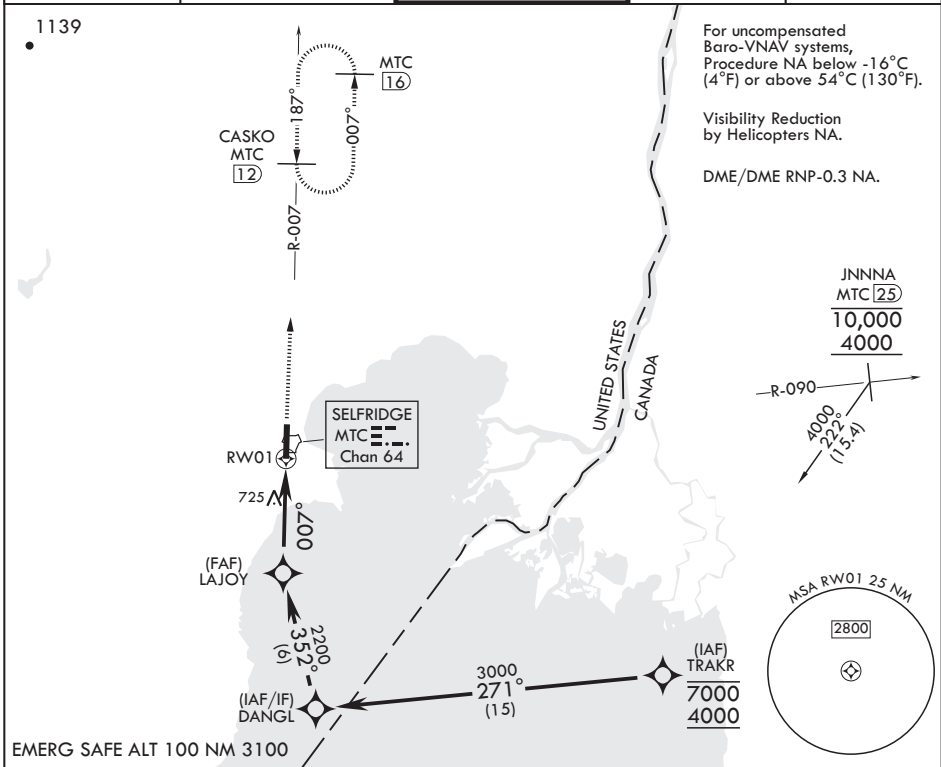 1139
For uncompensated
Baro-VNAV systems,
Procedure NA below -16°C
(4°F) or above 54°C (130°F).
Visibility Reduction
by Helicopters NA.
DME/DME RNP-0.3 NA.
MTC
16
187°
007°
CASKO
MTC
12
R-007
JNNNA
MTC 25
10,000
4000
R-090
4000
222°
(15.4)
UNITED STATES
CANADA
SELFRIDGE
MTC
Chan 64
RW01
725
007°
(FAF)
LAJOY
2200
352°
(6)
(IAF/IF)
DANGL
3000
271°
(15)
(IAF)
TRAKR
7000
4000
MSA RW01 25 NM
2800
EMERG SAFE ALT 100 NM 3100